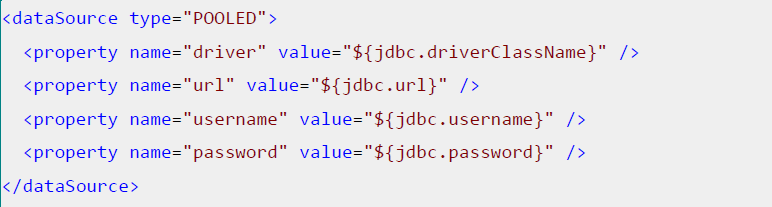 <dataSource type="POOLED">
<property name="driver" value="${jdbc.driverClassName}" />
<property name="url" value="${jdbc.url}" />
<property name="username" value="${jdbc.username}" />
<property name="password" value="${jdbc.password}" />
</dataSource>